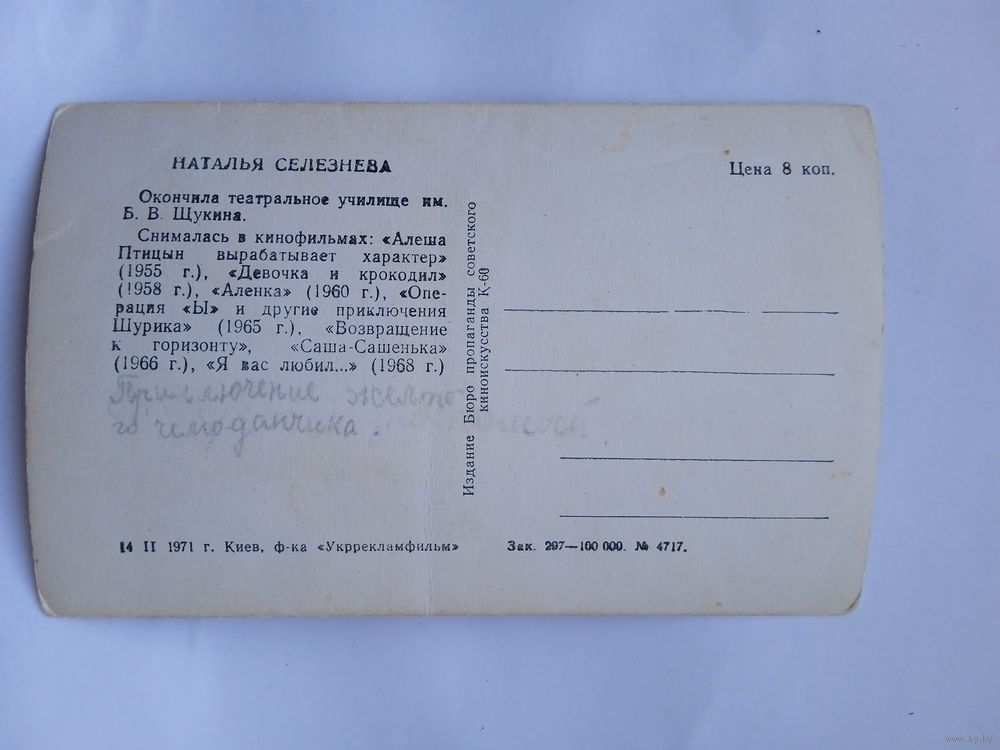 НАТАЛЬЯ СЕЛЕЗНЕВА
Окончила театральное училище им.
Б. В. Щукина.
Снималась в кинофильмах: «Алеша
Птицын вырабатывает характер»
(1955 г.), «Девочка и крокодил»
(1958 г.), «Аленка» (1960 г.), «Опе-
рация «Ы» и другие приключения
Шурика» (1965 г.), «Возвращение
к горизонту», «Саша-Сашенька»
(1966 г.), «Я вас любил...» (1968 г.)
Приключение желто
го чемоданчика.
14 II 1971 г. Киев, ф-ка «Укррекламфильм»
Издание Бюро пропаганды советского
киноискусства К-60
Цена 8 коп.
Зак. 297—100 000. № 4717.
www.ay.by